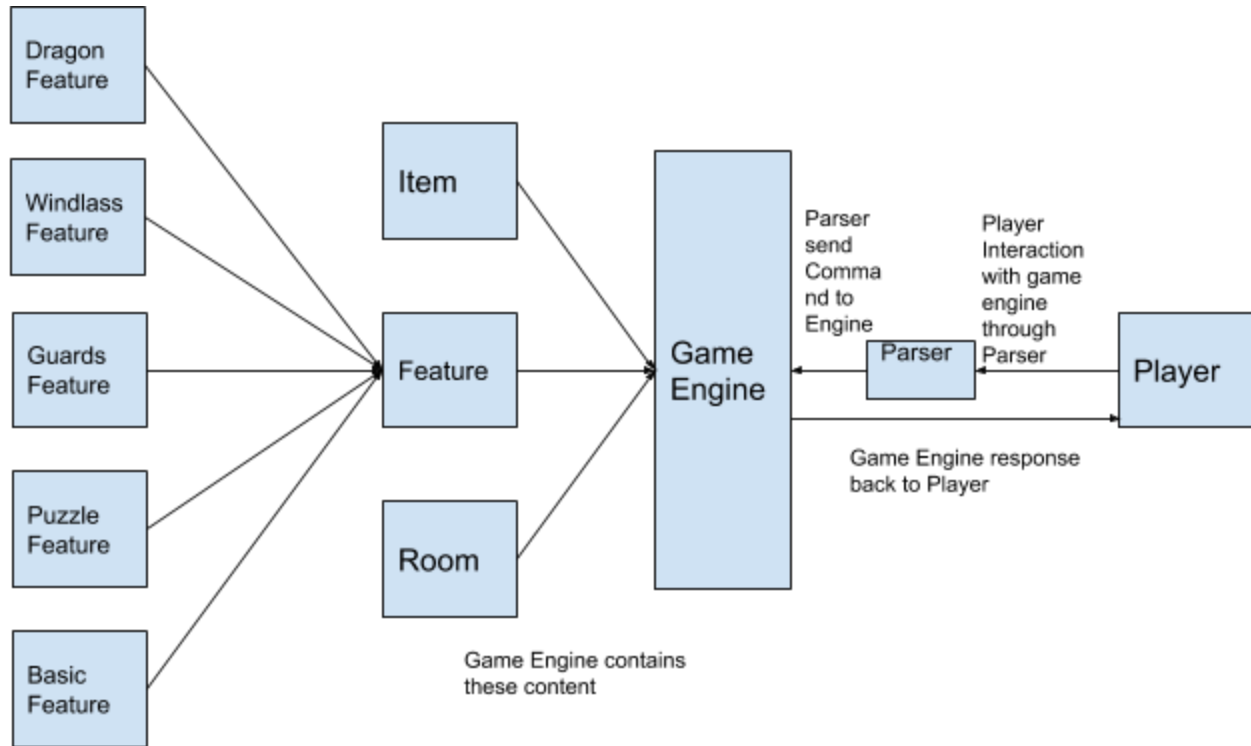 Dragon
Feature
Windlass
Feature
Guards
Feature
Puzzle
Feature
Basic
Feature
Item
Feature
Room
Game Engine contains
these content
Game
Engine
Parser
send
Comma
nd to
Engine
Parser
Player
Interaction
with game
engine
through
Parser
Player
Game Engine response
back to Player